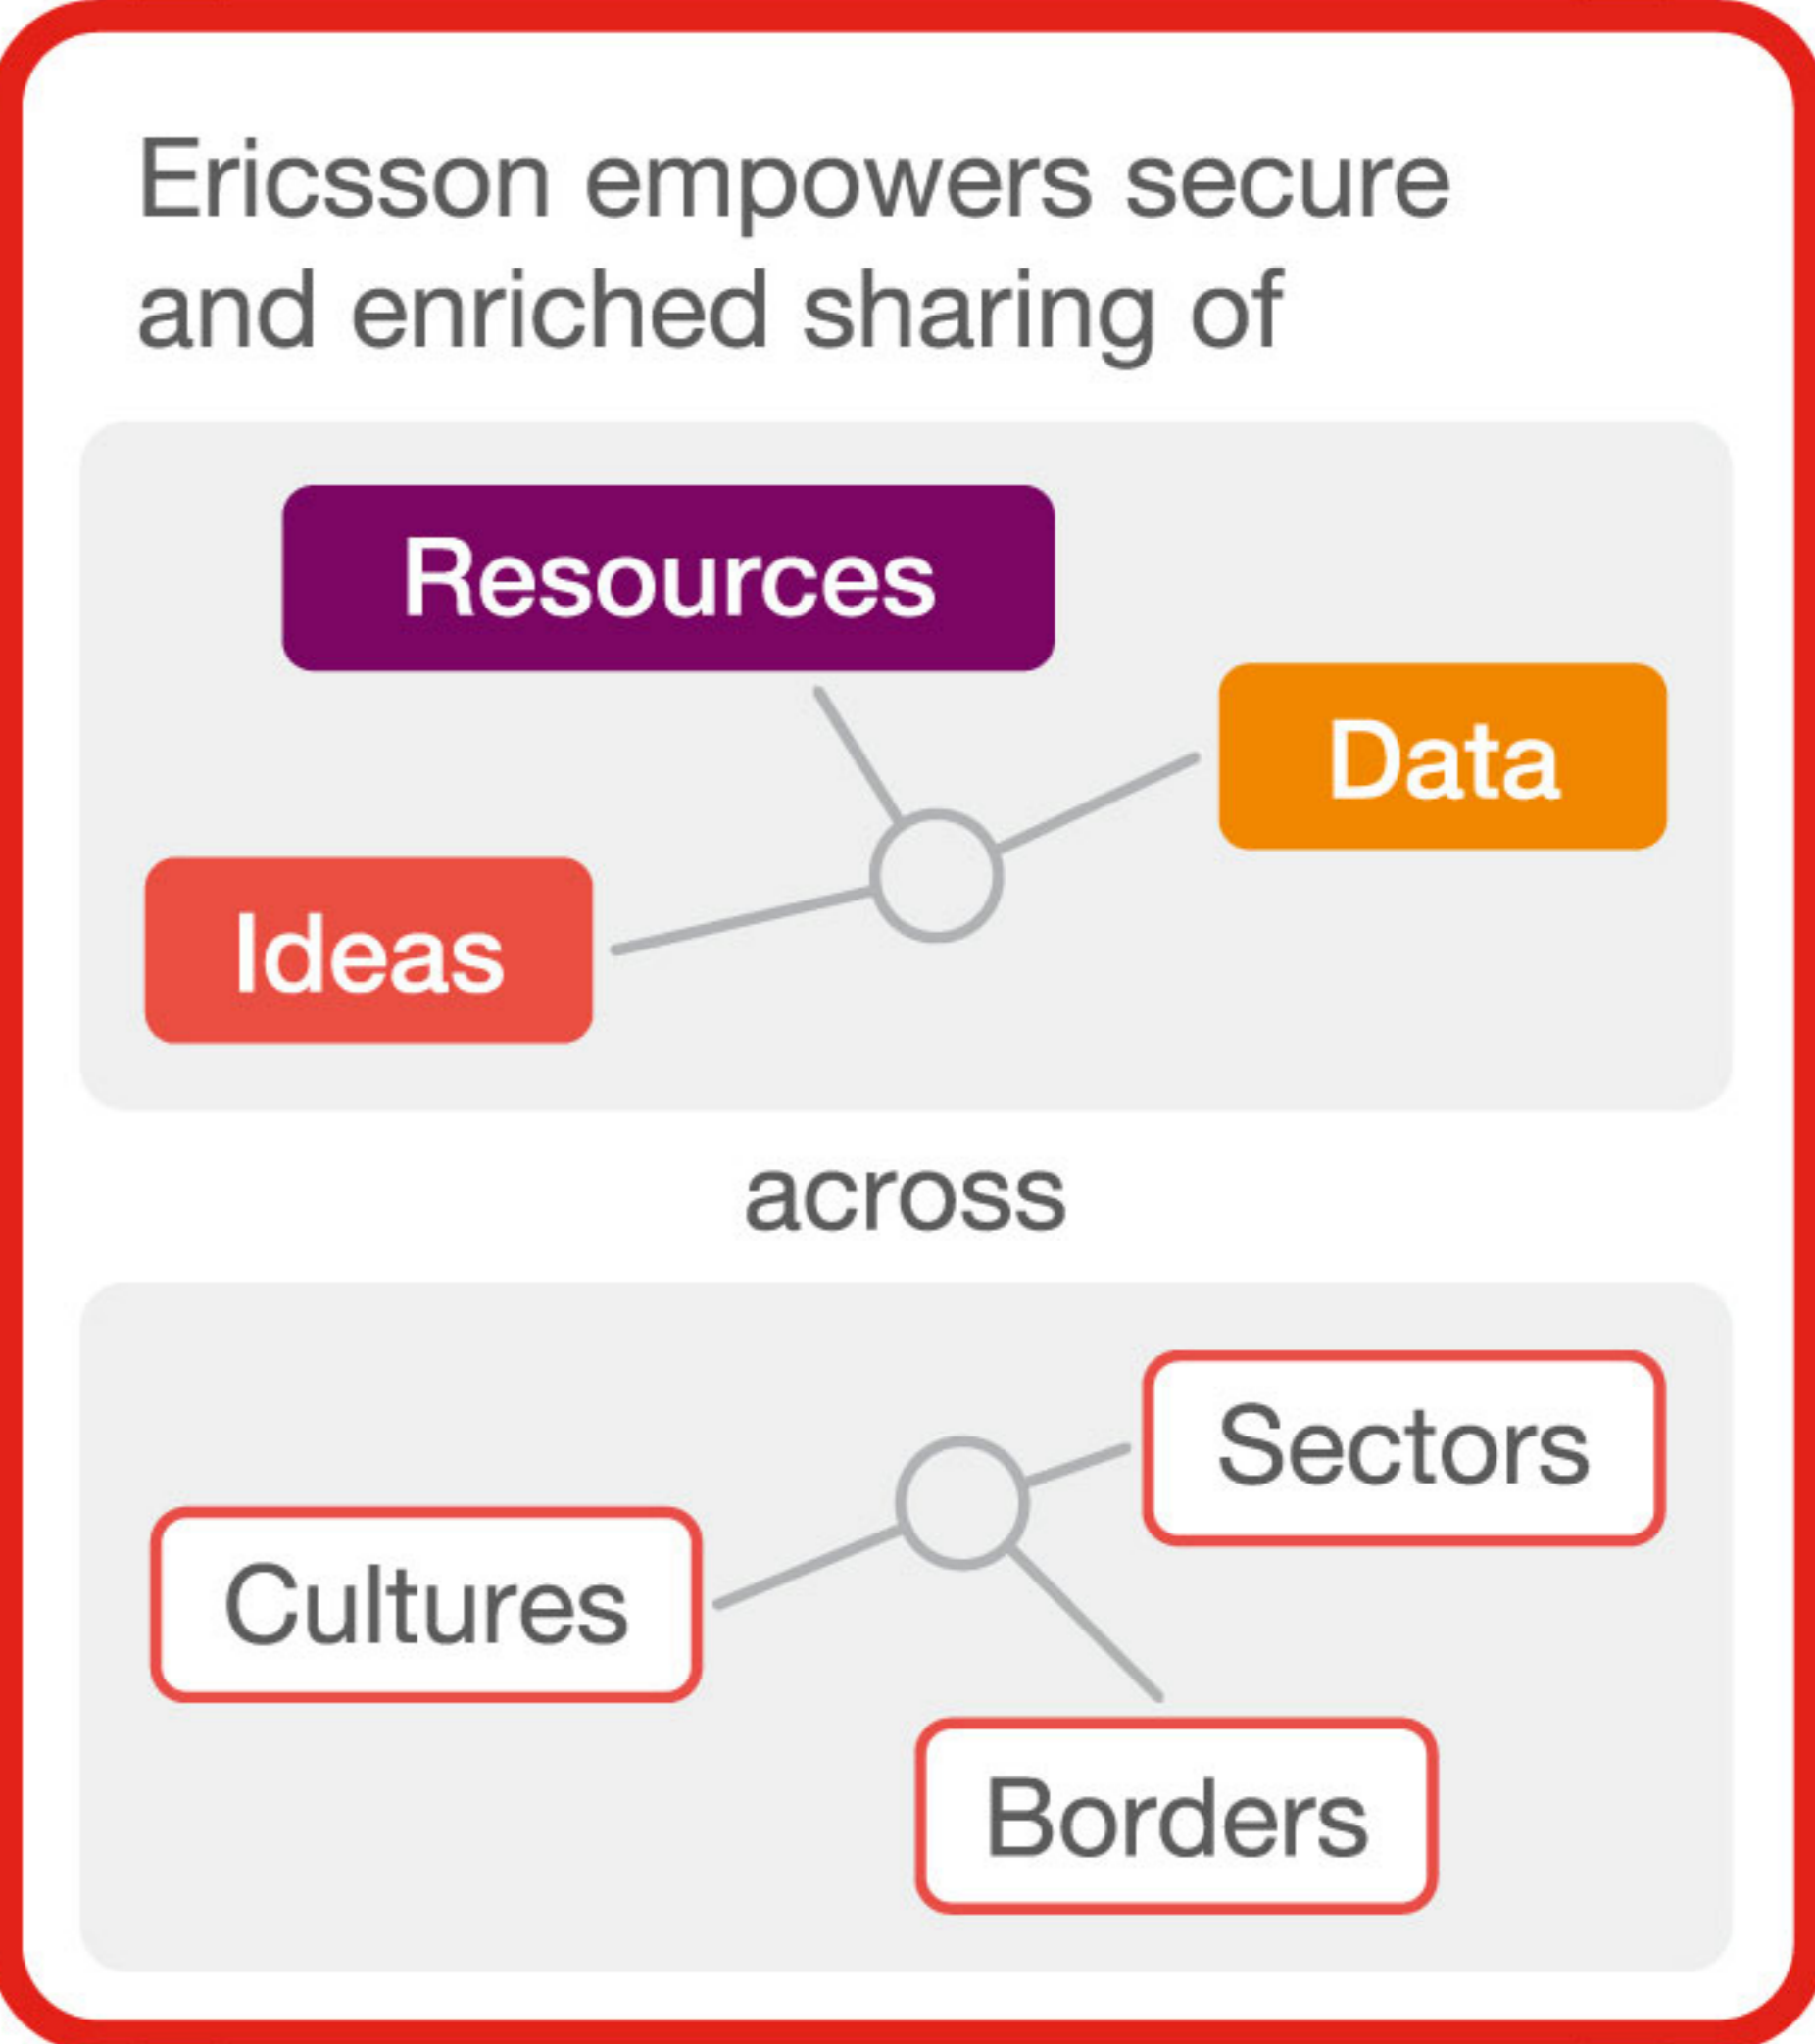 Ericsson empowers secure
and enriched sharing of
Resources
Data
Ideas
across
Sectors
Cultures
Borders